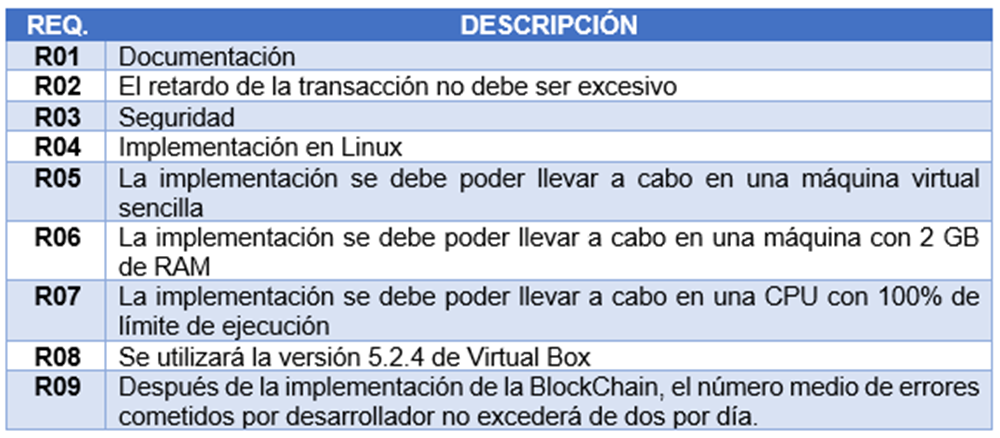 REQ. DESCRIPCIÓN
R01 Documentación
R02 El retardo de la transacción no debe ser excesivo
R03 Seguridad
R04 Implementación en Linux
R05 La implementación se debe poder llevar a cabo en una máquina virtual
sencilla
R06 La implementación se debe poder llevar a cabo en una máquina con 2 GB
de RAM
R07 La implementación se debe poder llevar a cabo en una CPU con 100% de
límite de ejecución
R08 Se utilizará la versión 5.2.4 de Virtual Box
R09 Después de la implementación de la BlockChain, el número medio de errores
cometidos por desarrollador no excederá de dos por día.